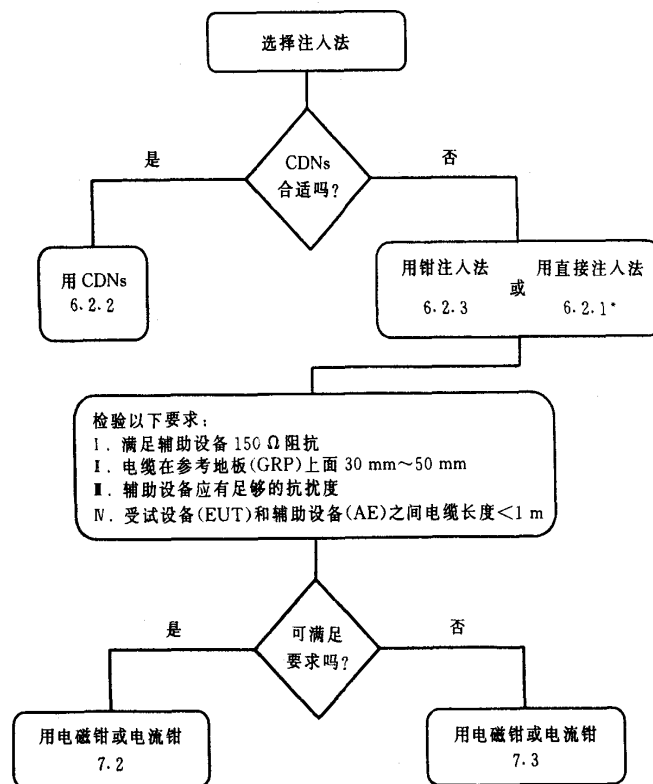 选择注入法
是
CDNs
合适吗?
否
用 CDNs
6.2.2
用钳注入法
6.2.3
或
用直接注入法
6.2.1*
检验以下要求:
Ⅰ. 满足辅助设备 150 Ω 阻抗
Ⅱ. 电缆在参考地板(GRP)上面 30 mm~50 mm
Ⅲ. 辅助设备应有足够的抗扰度
Ⅳ. 受试设备(EUT)和辅助设备(AE)之间电缆长度<1 m
是
可满足
要求吗?
否
用电磁钳或电流钳
7.2
用电磁钳或电流钳
7.3